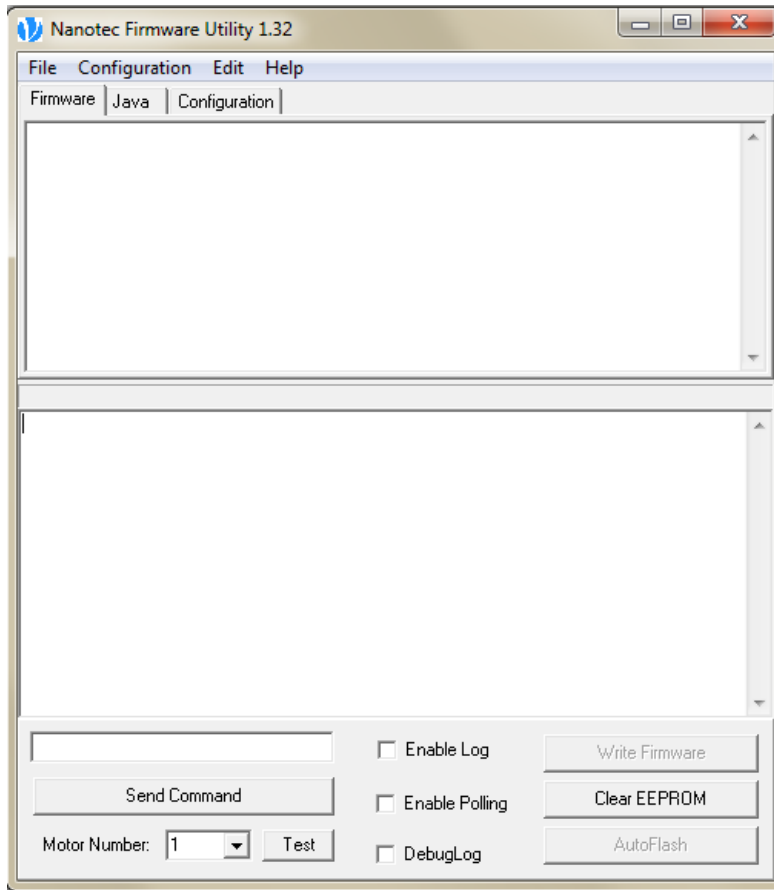 Nanotec Firmware Utility 1.32
File Configuration Edit Help
Firmware Java Configuration
Enable Log Write Firmware
Send Command Enable Polling Clear EEPROM
Motor Number: 1 Test DebugLog AutoFlash